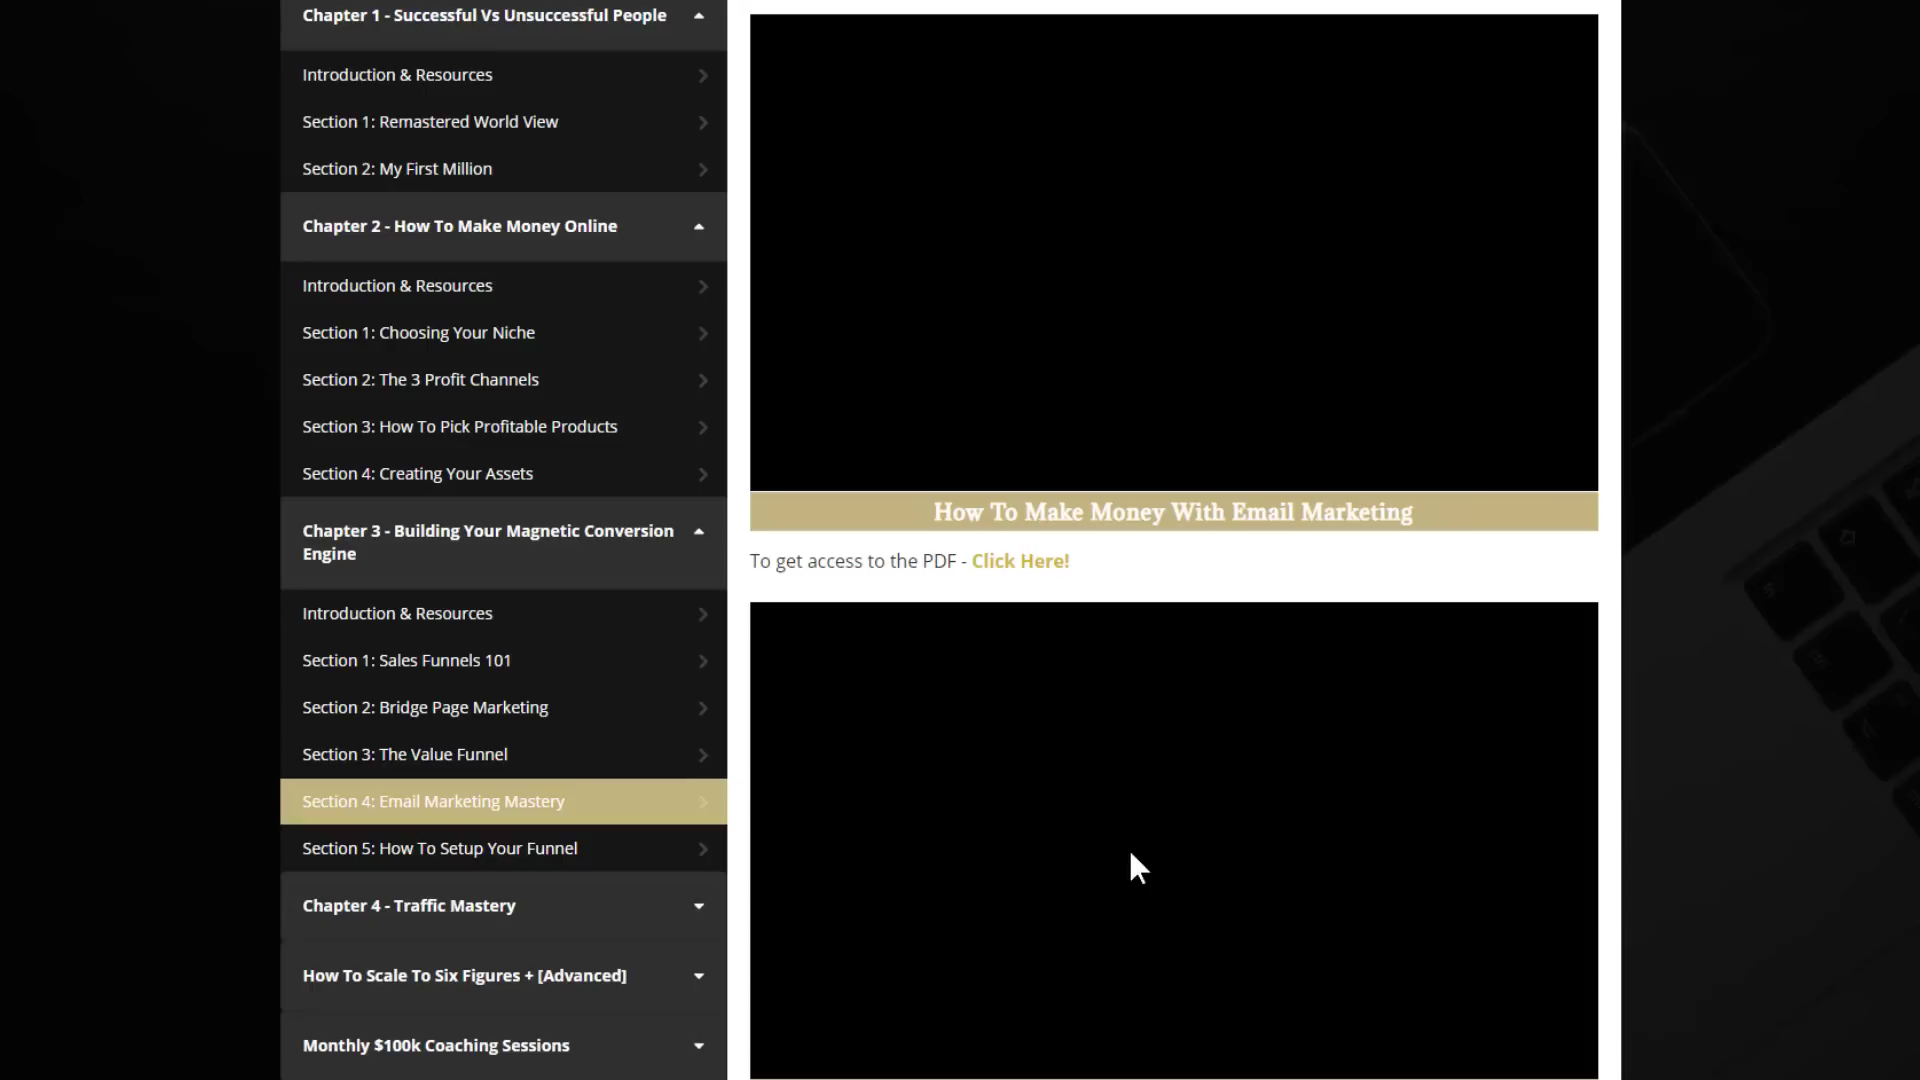 Chapter 1 - Successful Vs Unsuccessful People
Introduction & Resources
Section 1: Remastered World View
Section 2: My First Million
Chapter 2 - How To Make Money Online
Introduction & Resources
Section 1: Choosing Your Niche
Section 2: The 3 Profit Channels
Section 3: How To Pick Profitable Products
Section 4: Creating Your Assets
Chapter 3 - Building Your Magnetic Conversion
Engine
Introduction & Resources
Section 1: Sales Funnels 101
Section 2: Bridge Page Marketing
Section 3: The Value Funnel
Section 4: Email Marketing Mastery
Section 5: How To Setup Your Funnel
Chapter 4 - Traffic Mastery
How To Scale To Six Figures + [Advanced]
Monthly $100k Coaching Sessions
How To Make Money With Email Marketing
To get access to the PDF - Click Here!